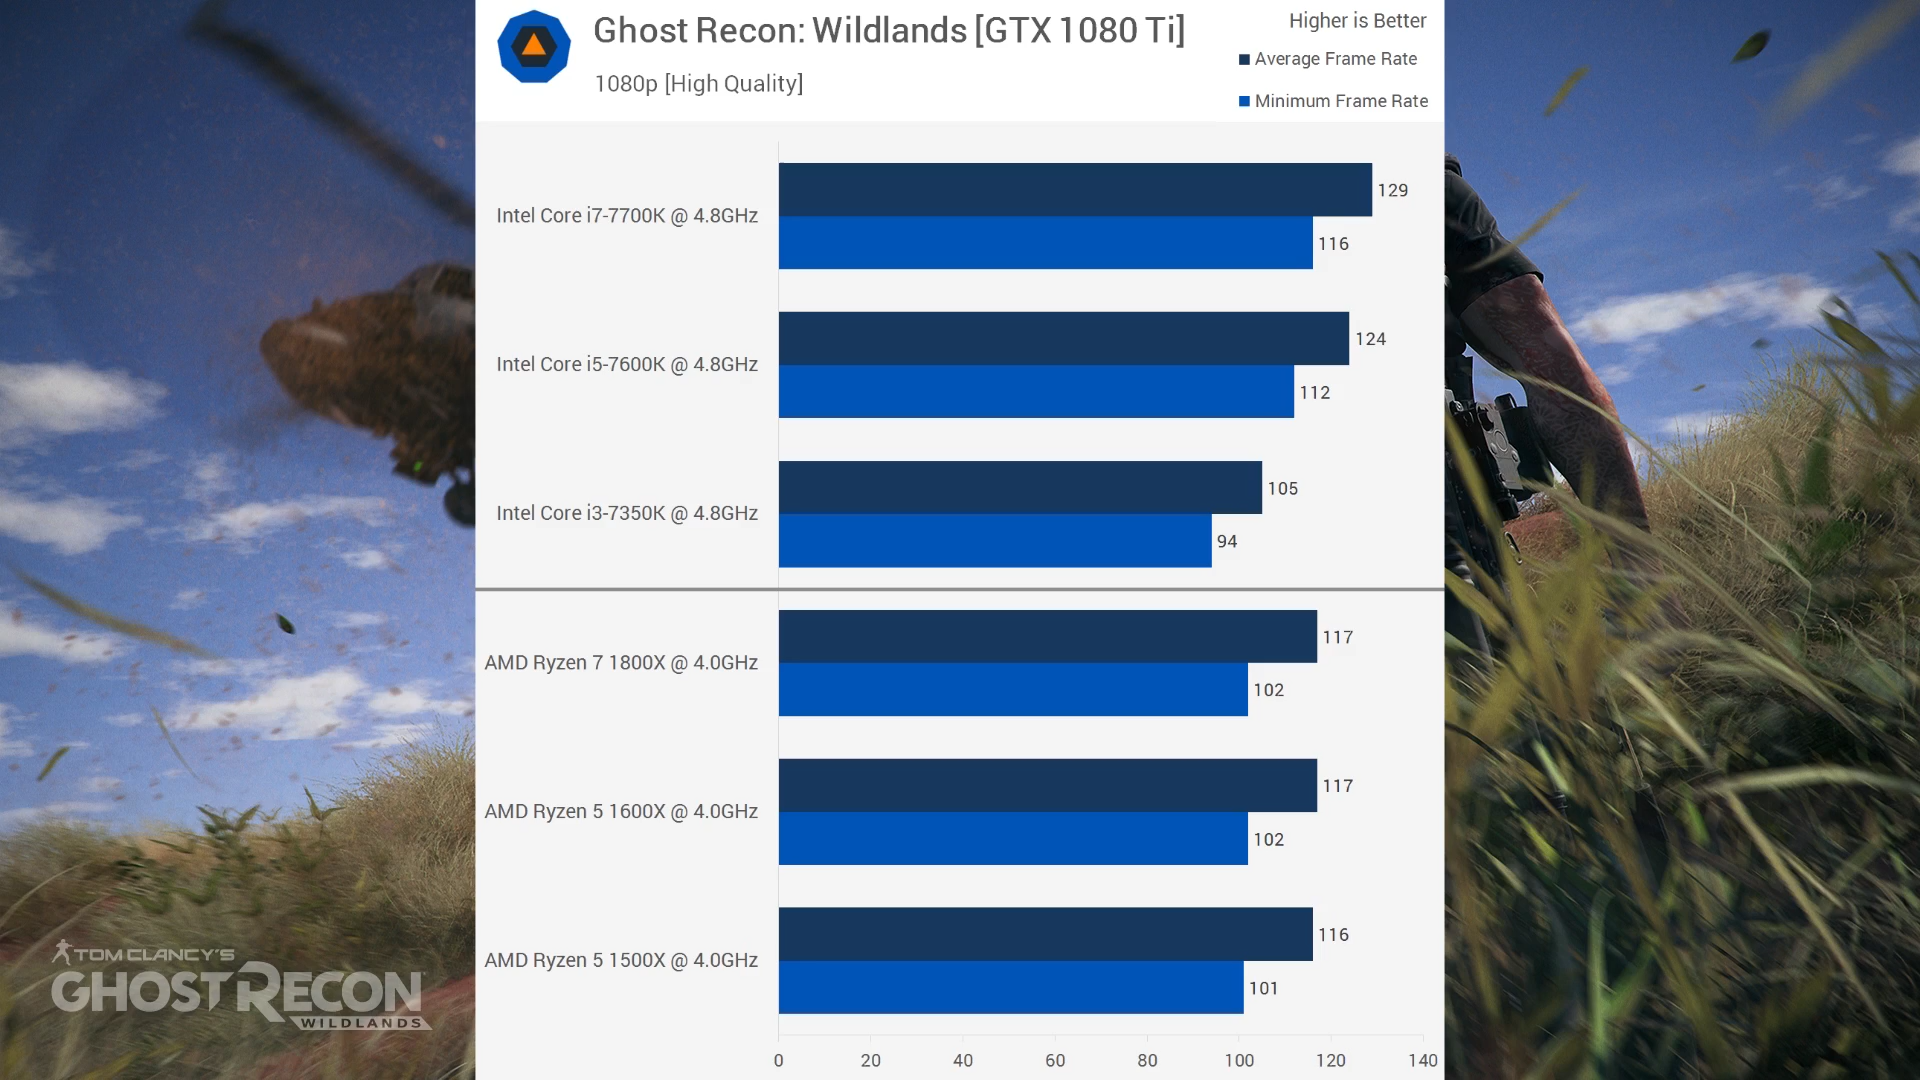 Ghost Recon: Wildlands [GTX 1080 Ti]
1080p [High Quality]
Higher is Better
Average Frame Rate
Minimum Frame Rate
Intel Core i7-7700K @ 4.8GHz
129
116
Intel Core i5-7600K @ 4.8GHz
124
112
Intel Core i3-7350K @ 4.8GHz
105
94
AMD Ryzen 7 1800X @ 4.0GHz
117
102
AMD Ryzen 5 1600X @ 4.0GHz
117
102
AMD Ryzen 5 1500X @ 4.0GHz
116
101
0 20 40 60 80 100 120 140
TOM CLANCY'S
GHOST RECON
WILDLANDS